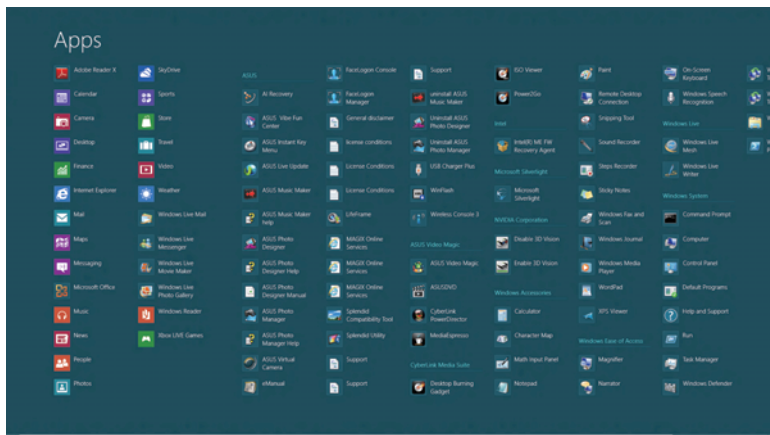 Apps
Adobe Reader X
Calendar
Camera
Desktop
Finance
Internet Explorer
Mail
Maps
Messaging
Microsoft Office
Music
News
People
Photos
SkyDrive
Sports
Store
Travel
Video
Weather
Windows Live Mail
Windows Live
Messenger
Windows Live
Movie Maker
Windows Live
Photo Gallery
Windows Reader
Xbox LIVE Games
ASUS
AI Recovery
ASUS Vibe Fun
Center
ASUS Instant Key
Menu
ASUS Live Update
ASUS Music Maker
ASUS Music Maker
help
ASUS Photo
Designer
ASUS Photo
Designer Help
ASUS Photo
Designer Manual
ASUS Photo
Manager
ASUS Photo
Manager Help
ASUS Virtual
Camera
eManual
FaceLogon Console
FaceLogon
Manager
General disclaimer
license conditions
License Conditions
License Conditions
LifeFrame
MAGIX Online
Services
MAGIX Online
Services
MAGIX Online
Services
Splendid
Compatibility Tool
Splendid Utility
Support
Support
Support
uninstall ASUS
Music Maker
Uninstall ASUS
Photo Designer
Uninstall ASUS
Photo Manager
USB Charger Plus
WinFlash
Wireless Console 3
ASUS Video Magic
ASUS Video Magic
ASUSDVD
CyberLink
PowerDirector
MediaEspresso
CyberLink Media Suite
Desktop Burning
Gadget
ISO Viewer
Power2Go
Intel
Intel(R) ME FW
Recovery Agent
Microsoft Silverlight
Microsoft
Silverlight
NVIDIA Corporation
Disable 3D Vision
Enable 3D Vision
Windows Accessories
Calculator
Character Map
Math Input Panel
Notepad
Paint
Remote Desktop
Connection
Snipping Tool
Sound Recorder
Steps Recorder
Sticky Notes
Windows Fax and
Scan
Windows Journal
Windows Media
Player
WordPad
XPS Viewer
Windows Ease of Access
Magnifier
Narrator
On-Screen
Keyboard
Windows Speech
Recognition
Windows Live
Windows Live
Mesh
Windows Live
Writer
Windows System
Command Prompt
Computer
Control Panel
Default Programs
Help and Support
Run
Task Manager
Windows Defender